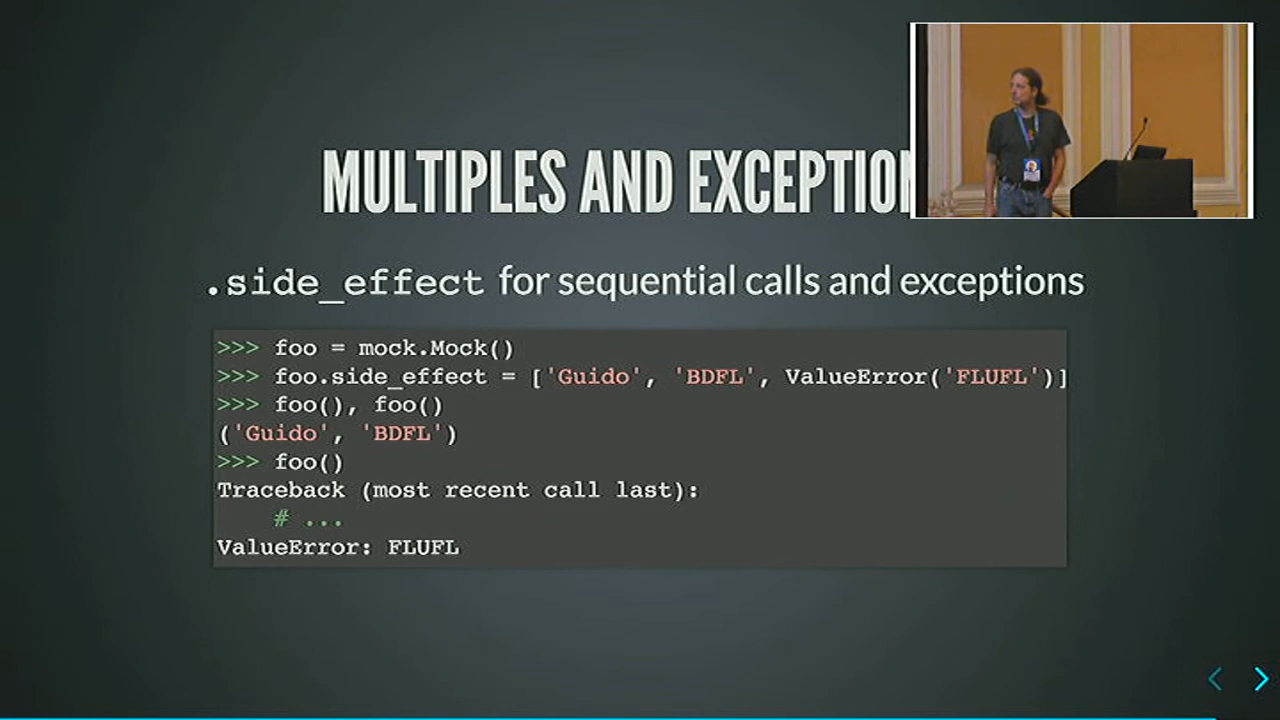 MULTIPLES AND EXCEPTION
.side_effect for sequential calls and exceptions
>>> foo = mock.Mock()
>>> foo.side_effect = ['Guido', 'BDFL', ValueError('FLUFL')]
>>> foo(), foo()
('Guido', 'BDFL')
>>> foo()
Traceback (most recent call last):
    # ...
ValueError: FLUFL